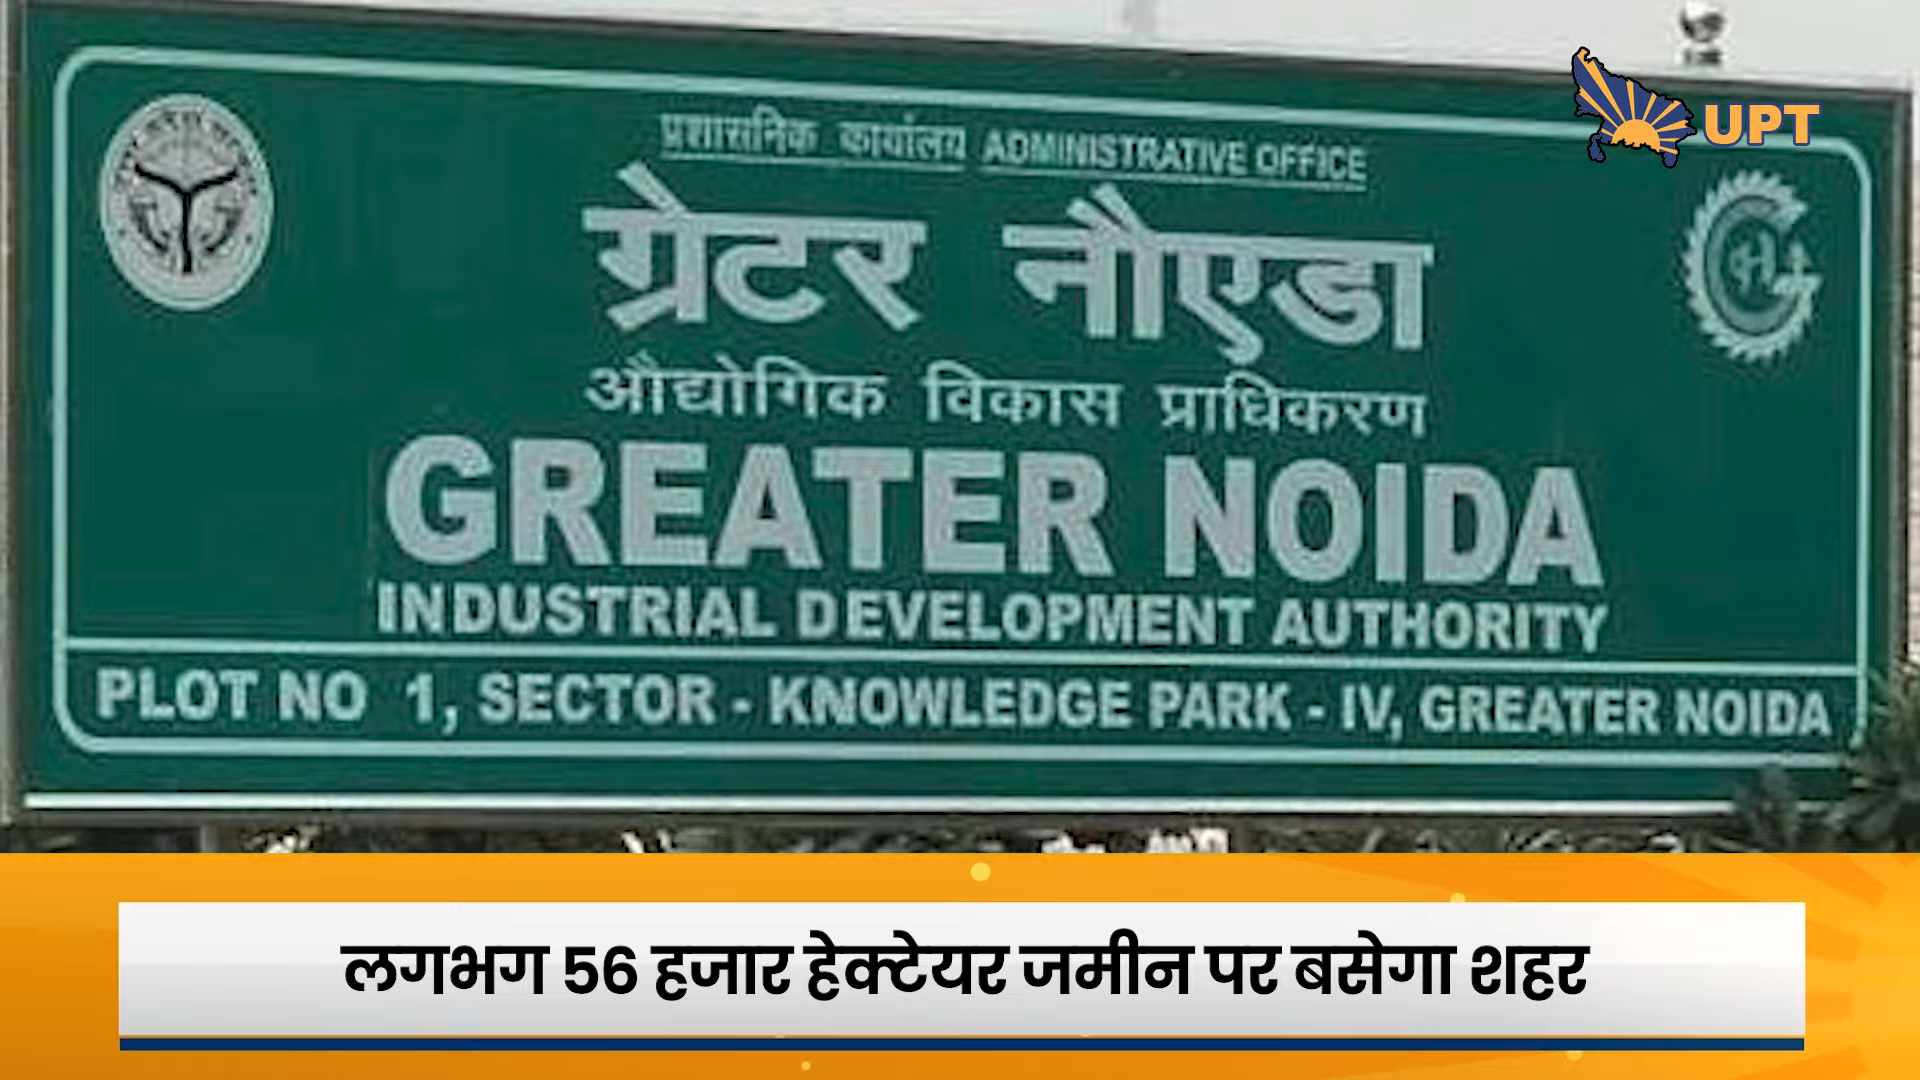 UPT
प्रशासनिक कार्यालय ADMINISTRATIVE OFFICE
ग्रेटर नौएडा
औद्योगिक विकास प्राधिकरण
GREATER NOIDA
INDUSTRIAL DEVELOPMENT AUTHORITY
PLOT NO 1, SECTOR - KNOWLEDGE PARK - IV, GREATER NOIDA
लगभग 56 हजार हेक्टेयर जमीन पर बसेगा शहर